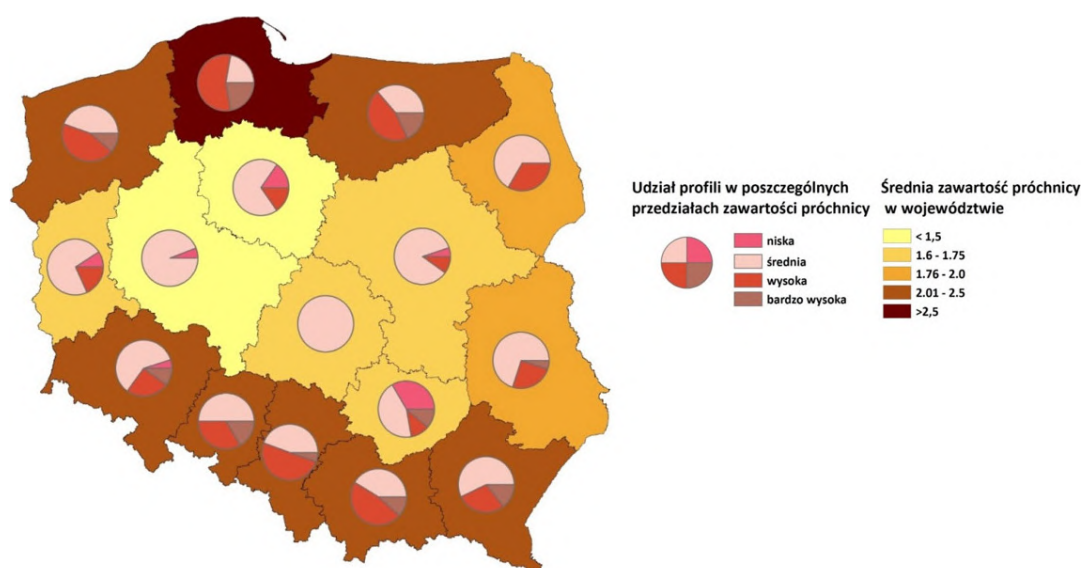 Udział profili w poszczególnych
przedziałach zawartości próchnicy
niska
średnia
wysoka
bardzo wysoka
Średnia zawartość próchnicy
w województwie
< 1,5
1.6 - 1.75
1.76 - 2.0
2.01 - 2.5
>2,5